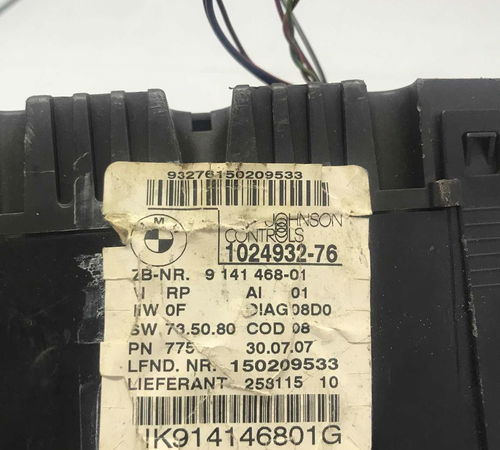 93276150209533
M
JOHNSON
CONTROLS
1024932-76
ZB-NR. 9 141 468-01
RP AI 01
HW 0F DIAG 08D0
SW 73.50.80 COD 08
PN 775 30.07.07
LFND. NR. 150209533
LIEFERANT 258115 10
IK914146801G